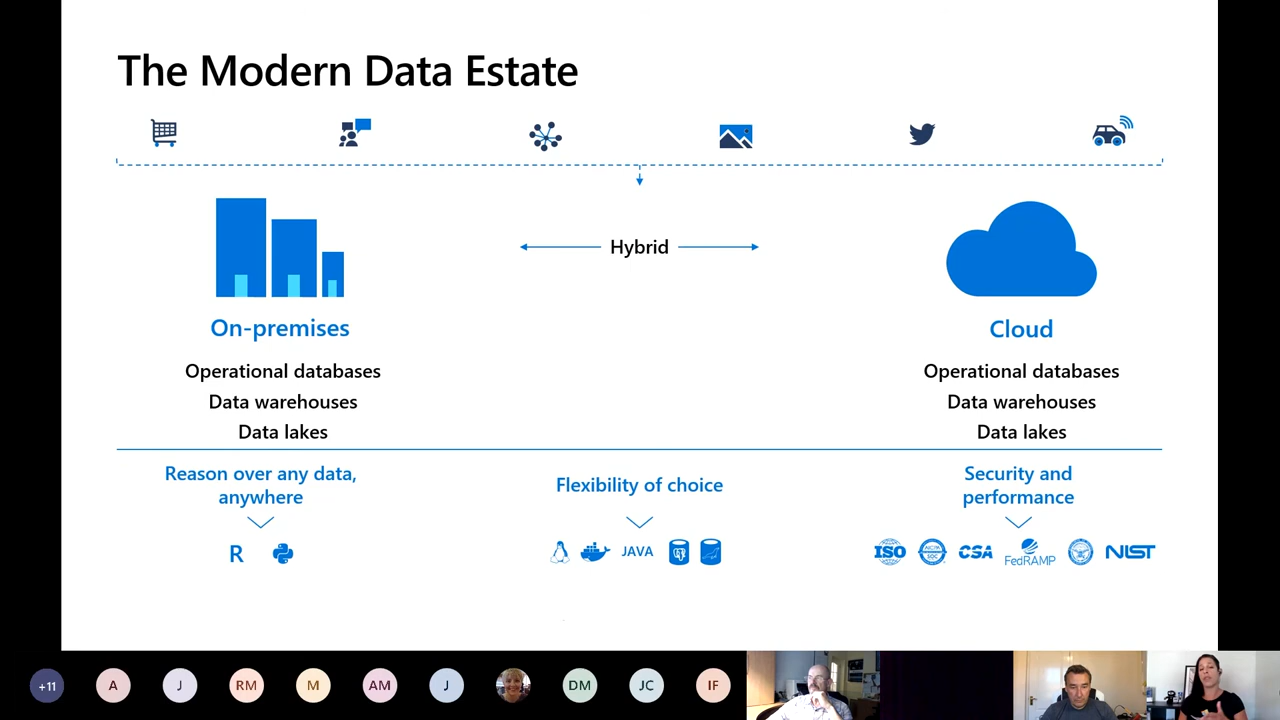 The Modern Data Estate
Hybrid
On-premises
Cloud
Operational databases
Data warehouses
Data lakes
Operational databases
Data warehouses
Data lakes
Reason over any data,
anywhere
Flexibility of choice
Security and
performance
R
JAVA
ISO
SOC
CSA
FedRAMP
NIST
+11
A
J
RM
M
AM
J
DM
JC
IF